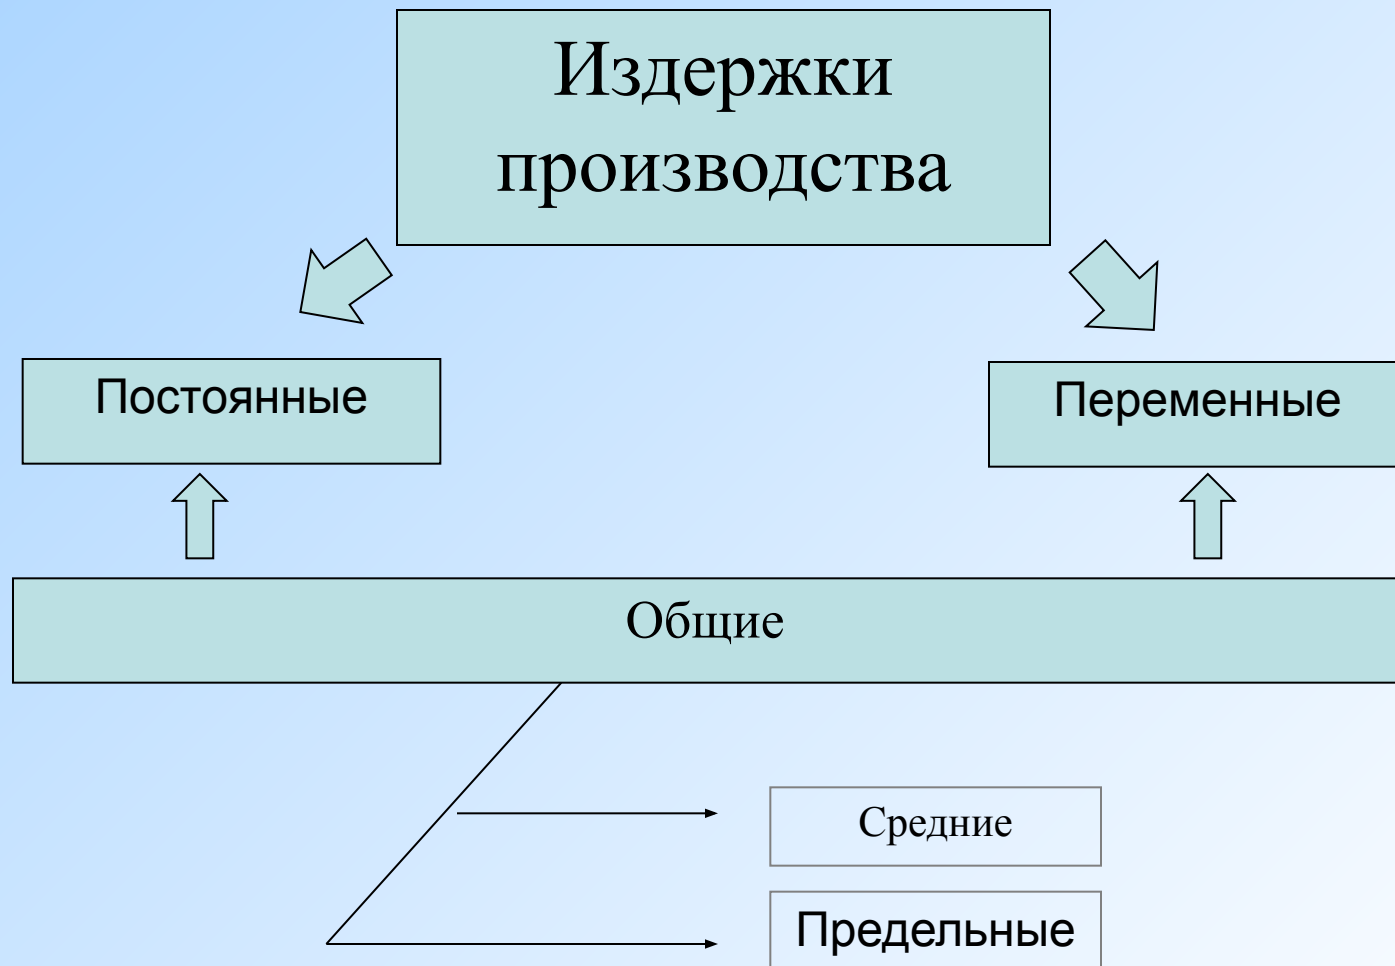 Издержки
производства
Постоянные
Переменные
Общие
Средние
Предельные